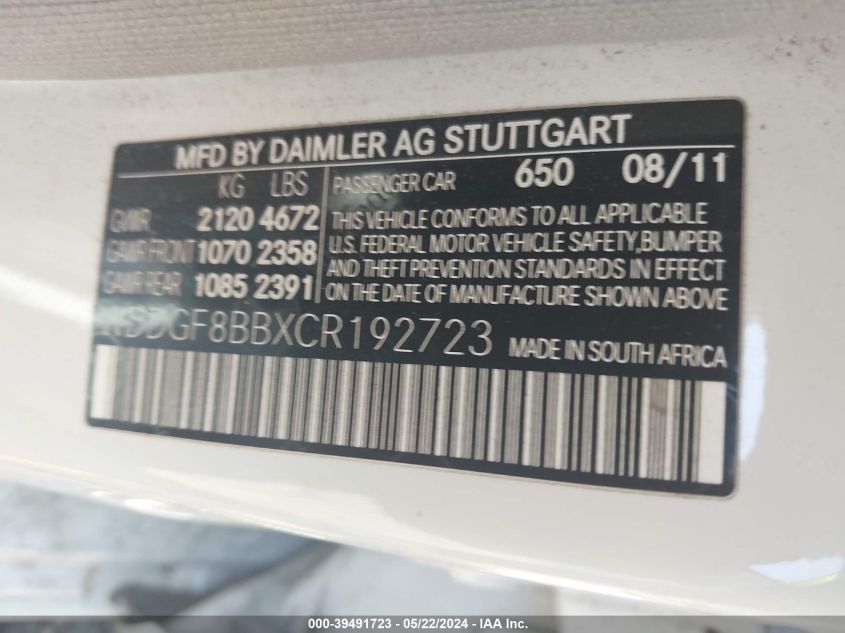 MFD BY DAIMLER AG STUTTGART
KG LBS
GWR 2120 4672
GAWR FRONT 1070 2358
GAWR REAR 1085 2391
PASSENGER CAR 650 08/11
THIS VEHICLE CONFORMS TO ALL APPLICABLE
U.S. FEDERAL MOTOR VEHICLE SAFETY,BUMPER
AND THEFT PREVENTION STANDARDS IN EFFECT
ON THE DATE OF MANUFACTURE SHOWN ABOVE
WDDGF8BBXCR192723 MADE IN SOUTH AFRICA
000-39491723 - 05/22/2024 - IAA Inc.